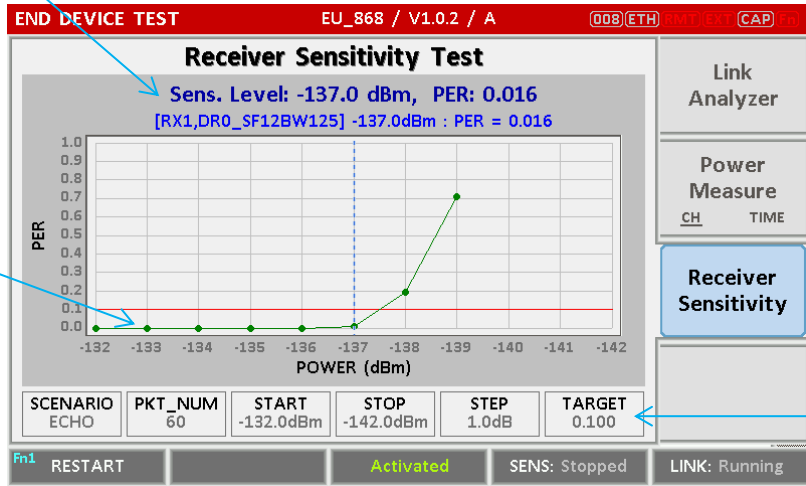 END DEVICE TEST EU_868 / V1.0.2 / A (008) (ETH) (RMT) (EXT) (CAP) (Fn)
Receiver Sensitivity Test
Sens. Level: -137.0 dBm, PER: 0.016
[RX1,DR0_SF12BW125] -137.0dBm : PER = 0.016
1.0
0.9
0.8
0.7
0.6
0.5
0.4
0.3
0.2
0.1
0.0
PER
-132 -133 -134 -135 -136 -137 -138 -139 -140 -141 -142
POWER (dBm)
SCENARIO PKT_NUM START STOP STEP TARGET
ECHO 60 -132.0dBm -142.0dBm 1.0dB 0.100
Link
Analyzer
Power
Measure
CH TIME
Receiver
Sensitivity
Fn1 RESTART Activated SENS: Stopped LINK: Running